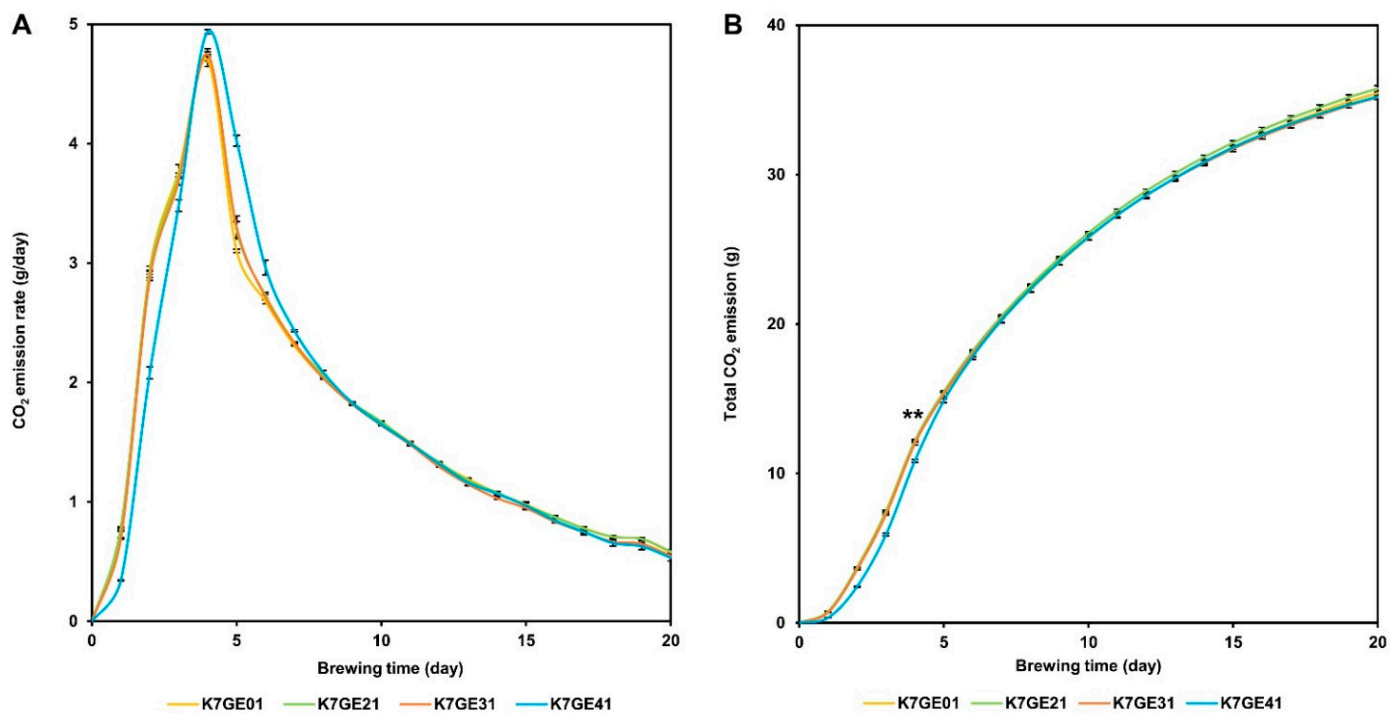 A
CO₂ emission rate (g/day)
5
4
3
2
1
0
0 5 10 15 20
Brewing time (day)
K7GE01 K7GE21 K7GE31 K7GE41
B
Total CO₂ emission (g)
40
30
20
10
0
**
0 5 10 15 20
Brewing time (day)
K7GE01 K7GE21 K7GE31 K7GE41